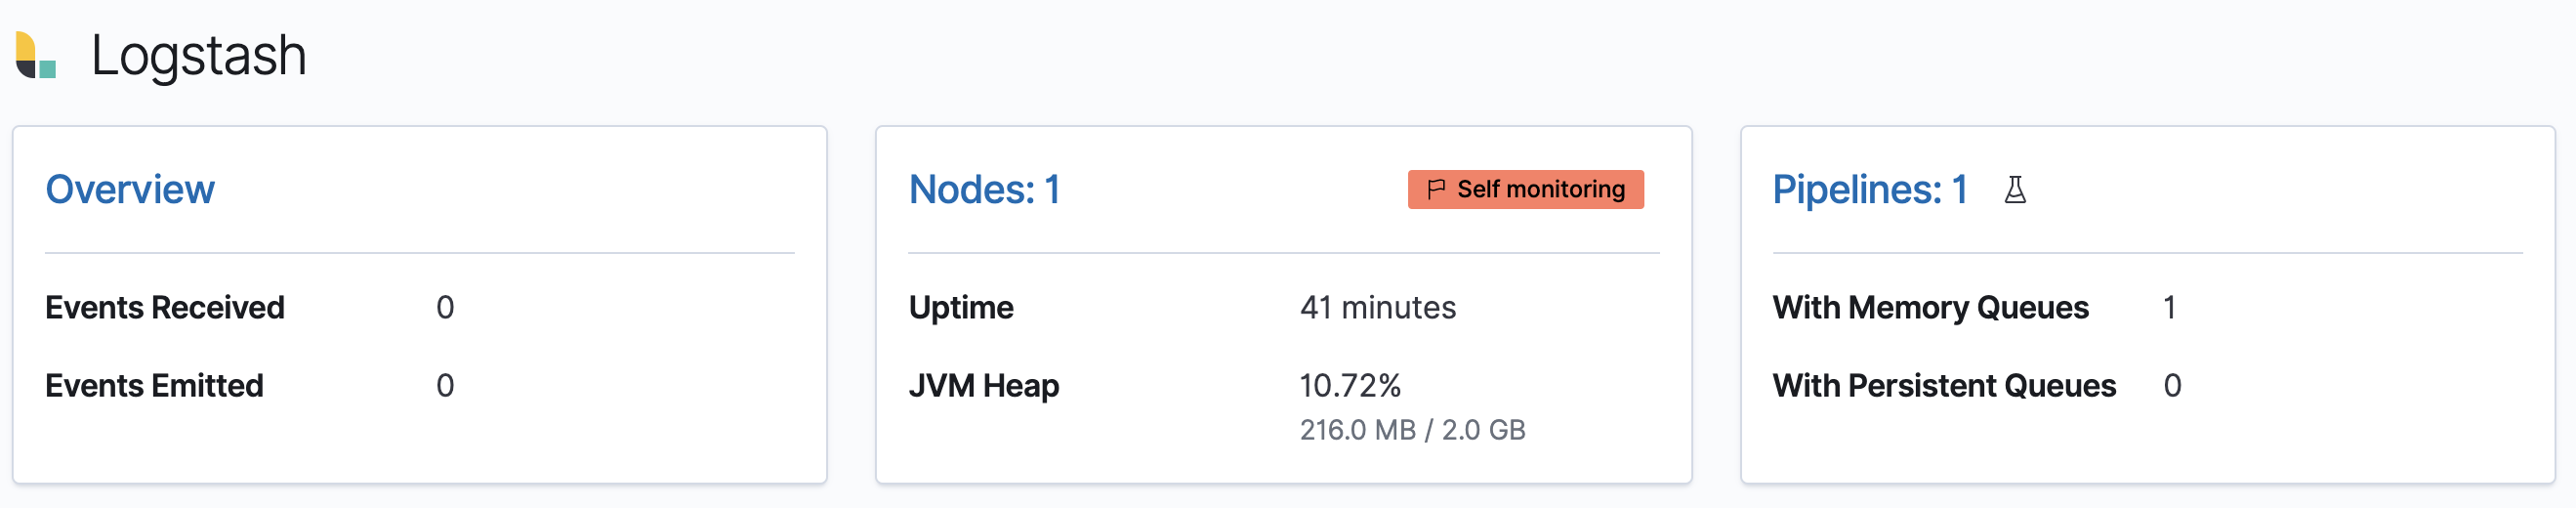 Logstash
Overview
Events Received 0
Events Emitted 0
Nodes: 1 Self monitoring
Uptime 41 minutes
JVM Heap 10.72%
216.0 MB / 2.0 GB
Pipelines: 1
With Memory Queues 1
With Persistent Queues 0